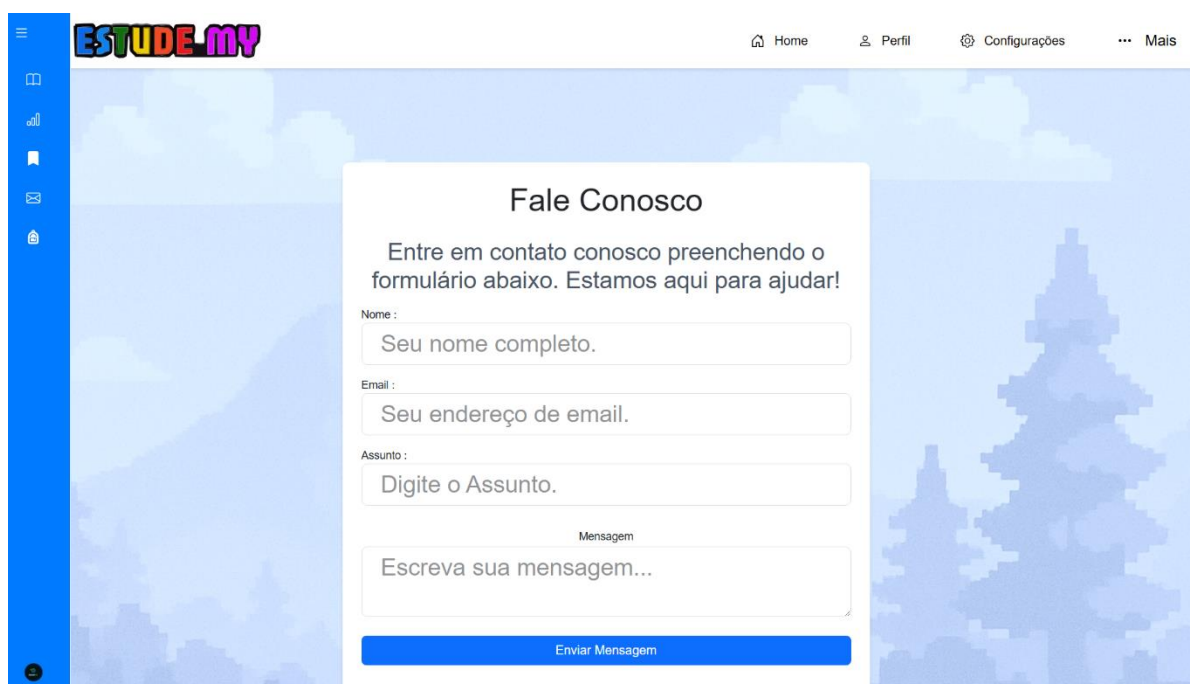 ESTUDE-MY
Home Perfil Configurações ••• Mais
Fale Conosco
Entre em contato conosco preenchendo o
formulário abaixo. Estamos aqui para ajudar!
Nome :
Seu nome completo.
Email :
Seu endereço de email.
Assunto :
Digite o Assunto.
Mensagem
Escreva sua mensagem...
Enviar Mensagem